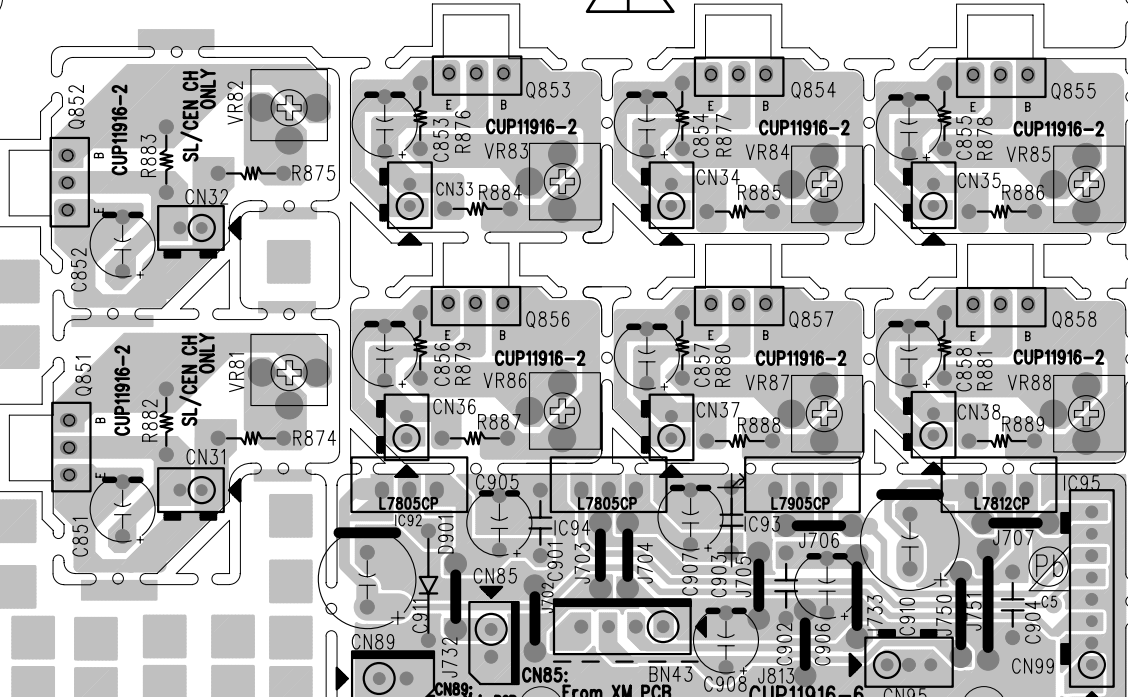 Q852
B
E
CUP11916-2
R883
SL/CEN CH
ONLY
VR82
R875
CN32
C852
+
Q853
E
B
C853
R876
CUP11916-2
VR83
+
CN33
R884
Q854
E
B
C854
R877
CUP11916-2
VR84
+
CN34
R885
Q855
E
B
C855
R878
CUP11916-2
VR85
+
CN35
R886
Q851
B
E
CUP11916-2
R882
SL/CEN CH
ONLY
VR81
R874
CN31
C851
+
Q856
E
B
C856
R879
CUP11916-2
VR86
+
CN36
R887
Q857
E
B
C857
R880
CUP11916-2
VR87
+
CN37
R888
Q858
E
B
C858
R881
CUP11916-2
VR88
+
CN38
R889
L7805CP
IC92
C905
L7805CP
IC94
L7905CP
IC93
L7812CP
IC95
D901
C901
J703
J704
C907
C903
J705
J706
J707
Pb
C5
C911
J732
CN85
J702
BN43
C908
C902
C906
J733
C910
J750
J751
C904
CN89
CN89:
CN85:
From XM PCB
J813
CUP11916-6
CN95
CN99